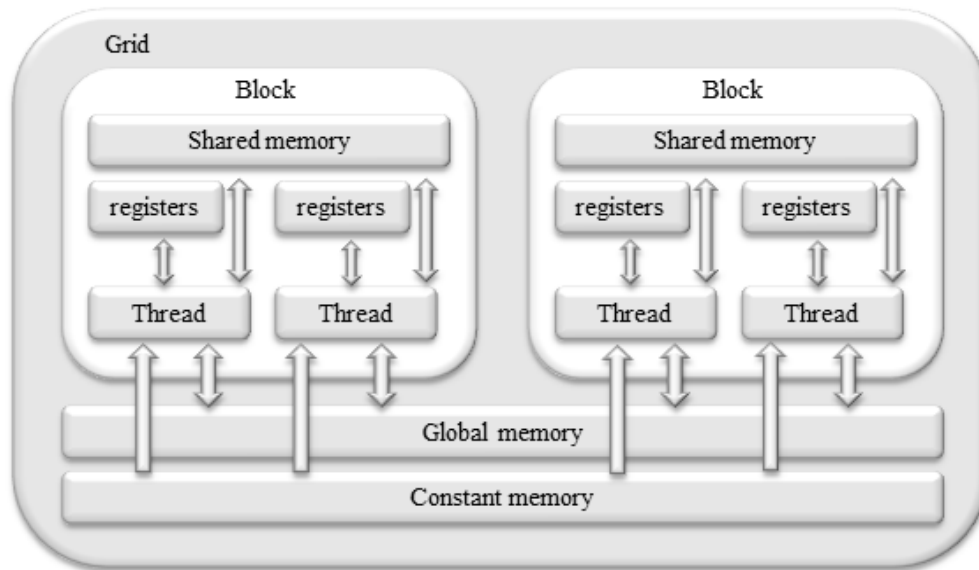 Grid
Block
Shared memory
registers
registers
Thread
Thread
Block
Shared memory
registers
registers
Thread
Thread
Global memory
Constant memory